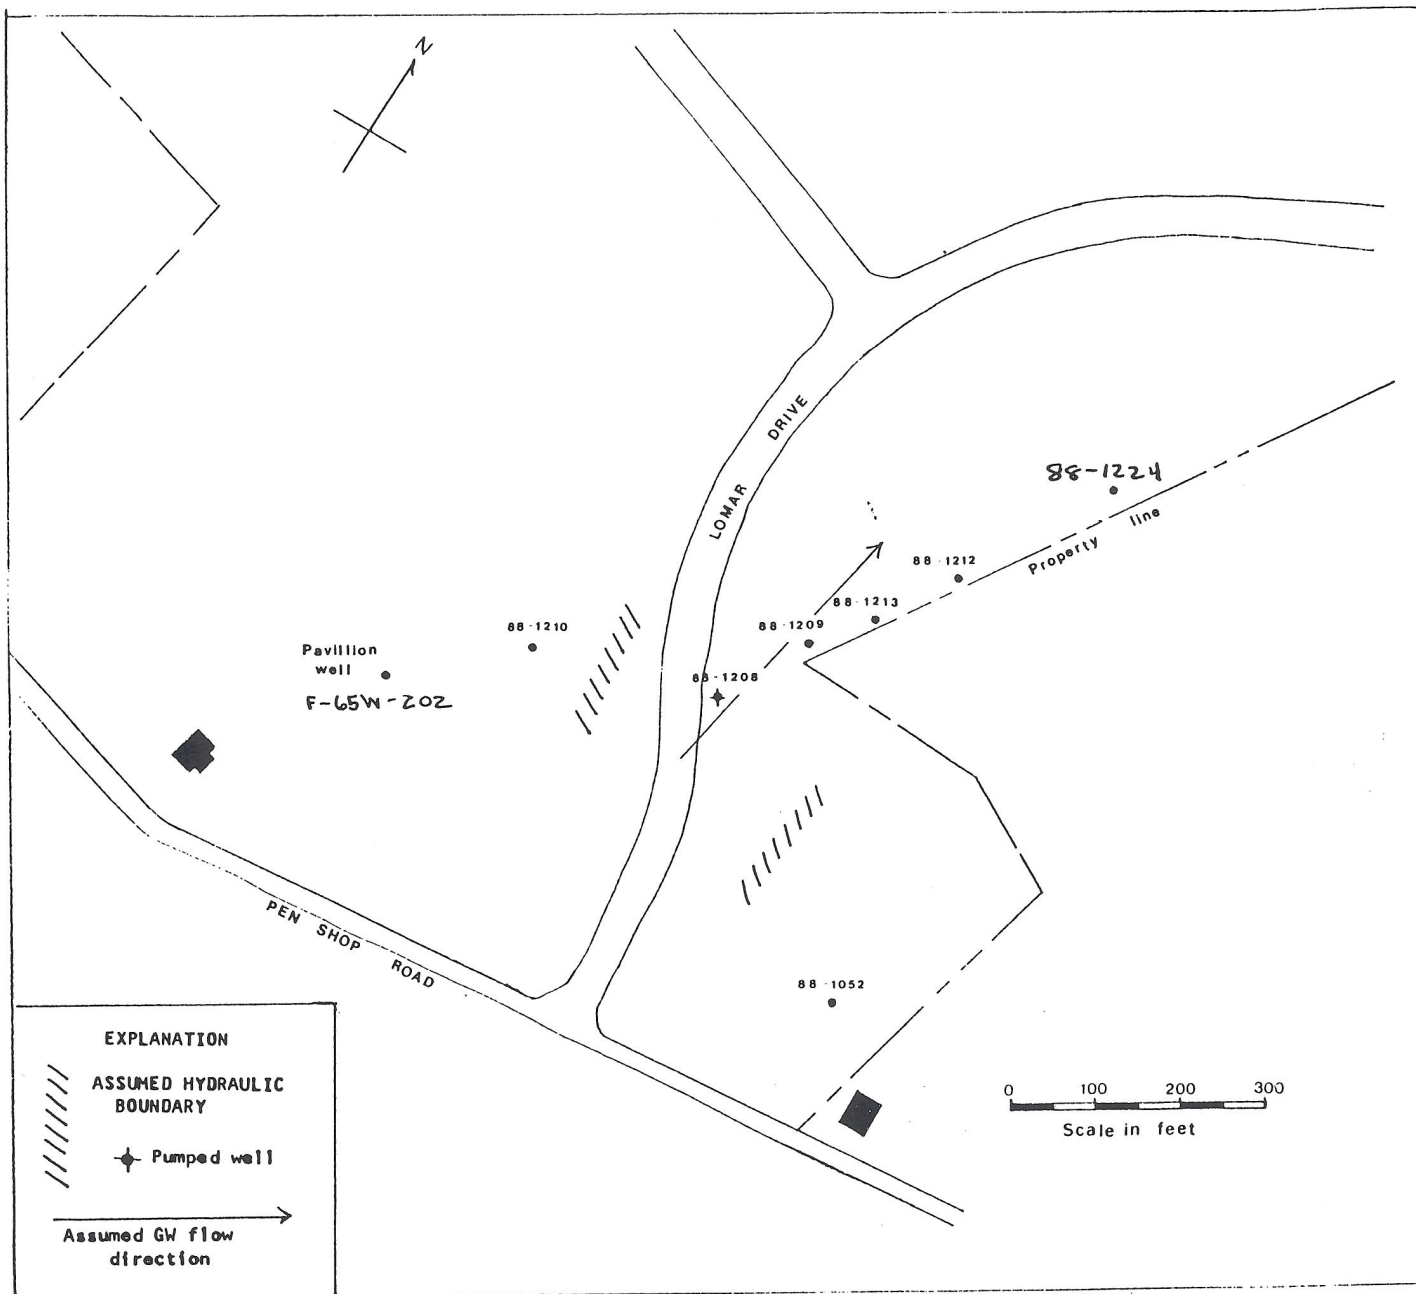 N
LOMAR DRIVE
88-1224
Property line
88-1212
88-1213
88-1209
88-1210
Pavillion
well
F-65W-202
88-1208
PEN SHOP ROAD
88-1052
0 100 200 300
Scale in feet
EXPLANATION
ASSUMED HYDRAULIC
BOUNDARY
Pumped well
Assumed GW flow
direction